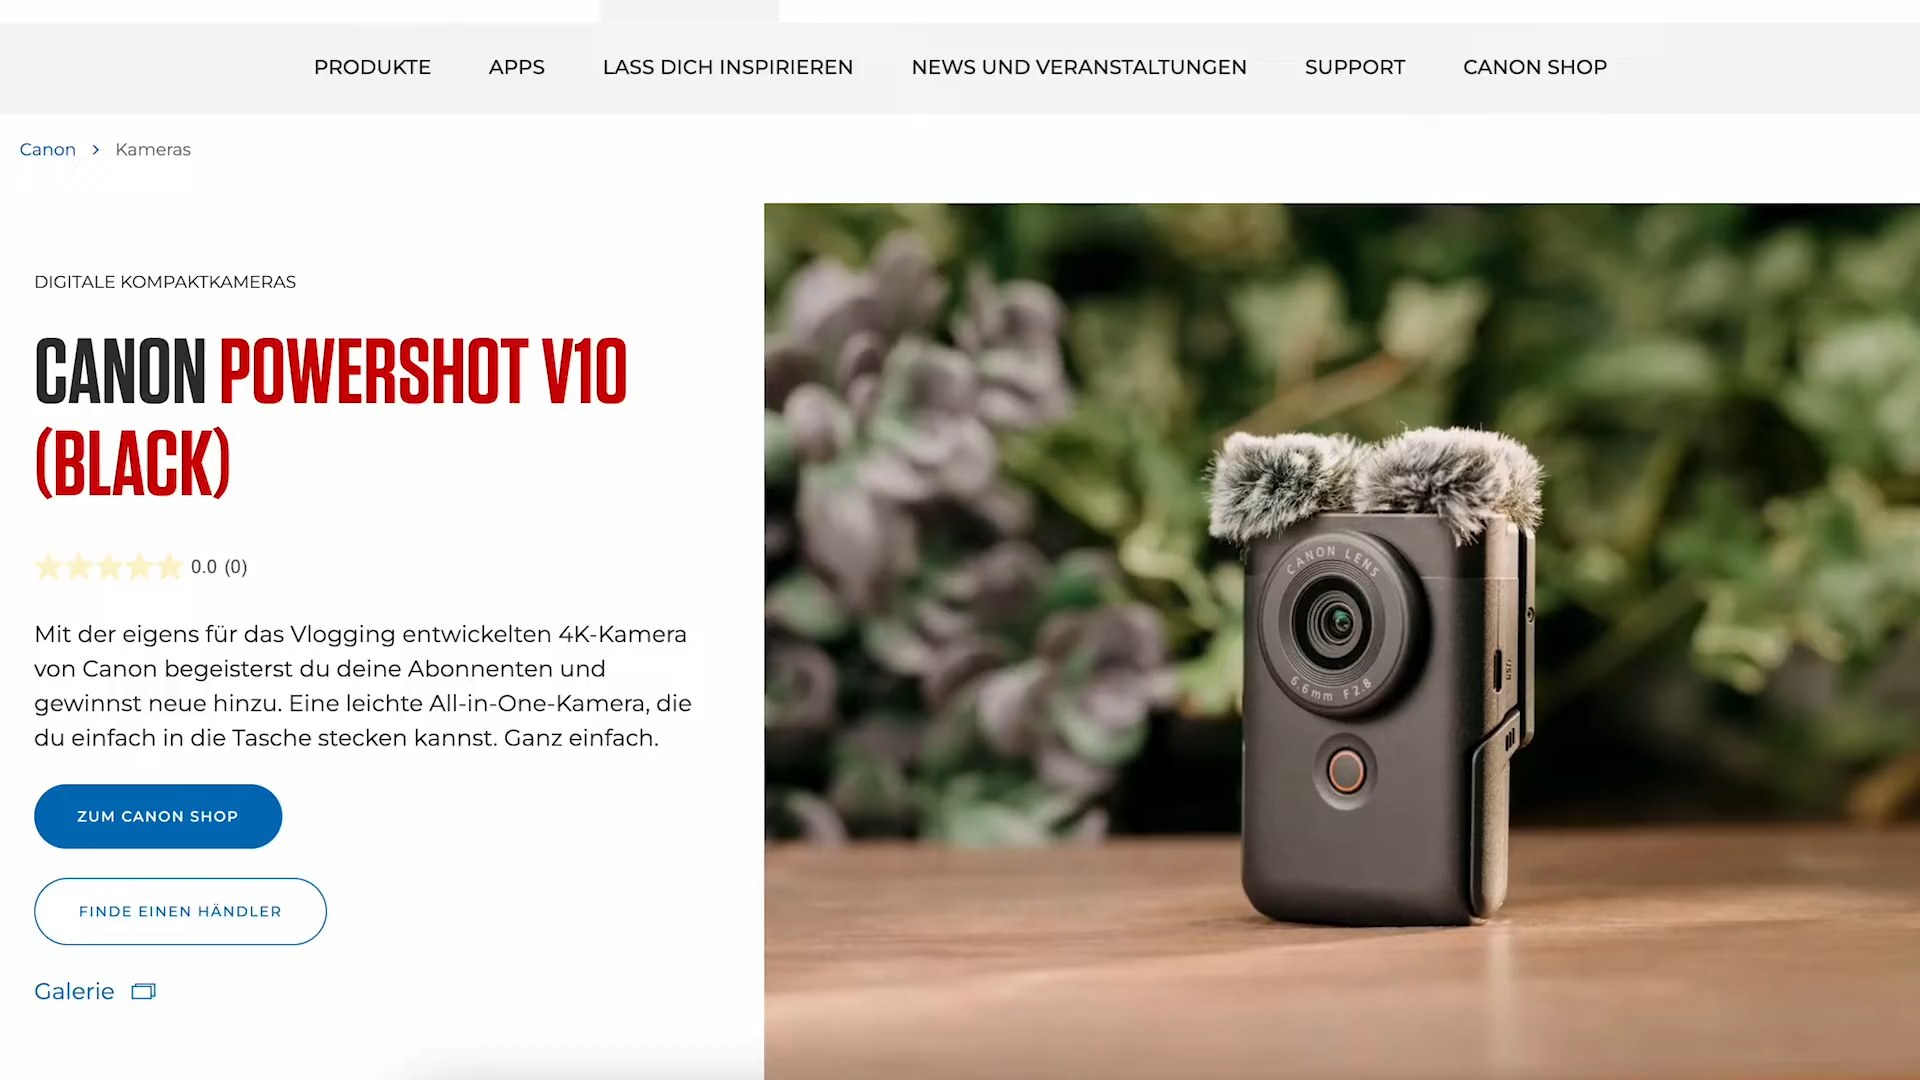 PRODUKTE APPS LASS DICH INSPIRIEREN NEWS UND VERANSTALTUNGEN SUPPORT CANON SHOP
Canon > Kameras
DIGITALE KOMPAKTKAMERAS
CANON POWERSHOT V10
(BLACK)
0.0 (0)
Mit der eigens für das Vlogging entwickelten 4K-Kamera
von Canon begeisterst du deine Abonnenten und
gewinnst neue hinzu. Eine leichte All-in-One-Kamera, die
du einfach in die Tasche stecken kannst. Ganz einfach.
ZUM CANON SHOP
FINDE EINEN HÄNDLER
Galerie
CANON LENS
6.6mm F2.8
USB